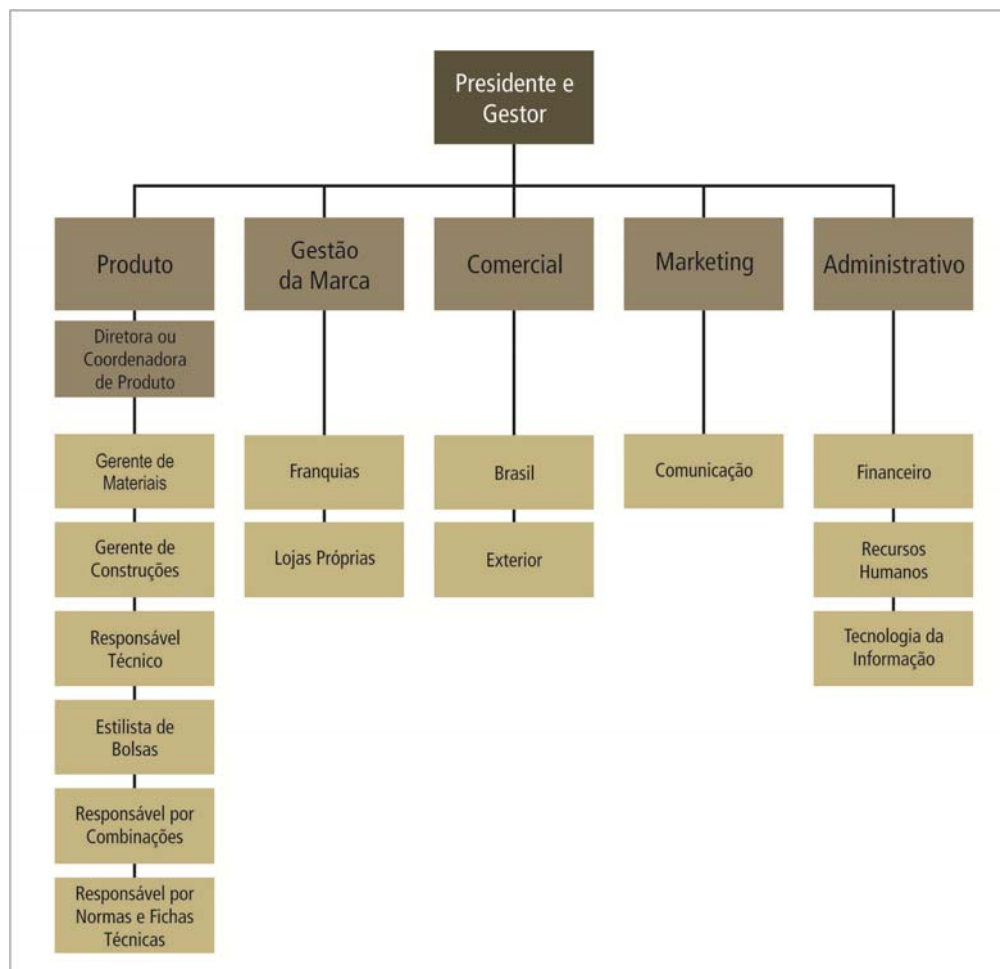 Presidente e
Gestor
Produto
Gestão
da Marca
Comercial
Marketing
Administrativo
Diretora ou
Coordenadora
de Produto
Gerente de
Materiais
Franquias
Brasil
Comunicação
Financeiro
Gerente de
Construções
Lojas Próprias
Exterior
Recursos
Humanos
Responsável
Técnico
Tecnologia da
Informação
Estilista de
Bolsas
Responsável por
Combinações
Responsável por
Normas e Fichas
Técnicas